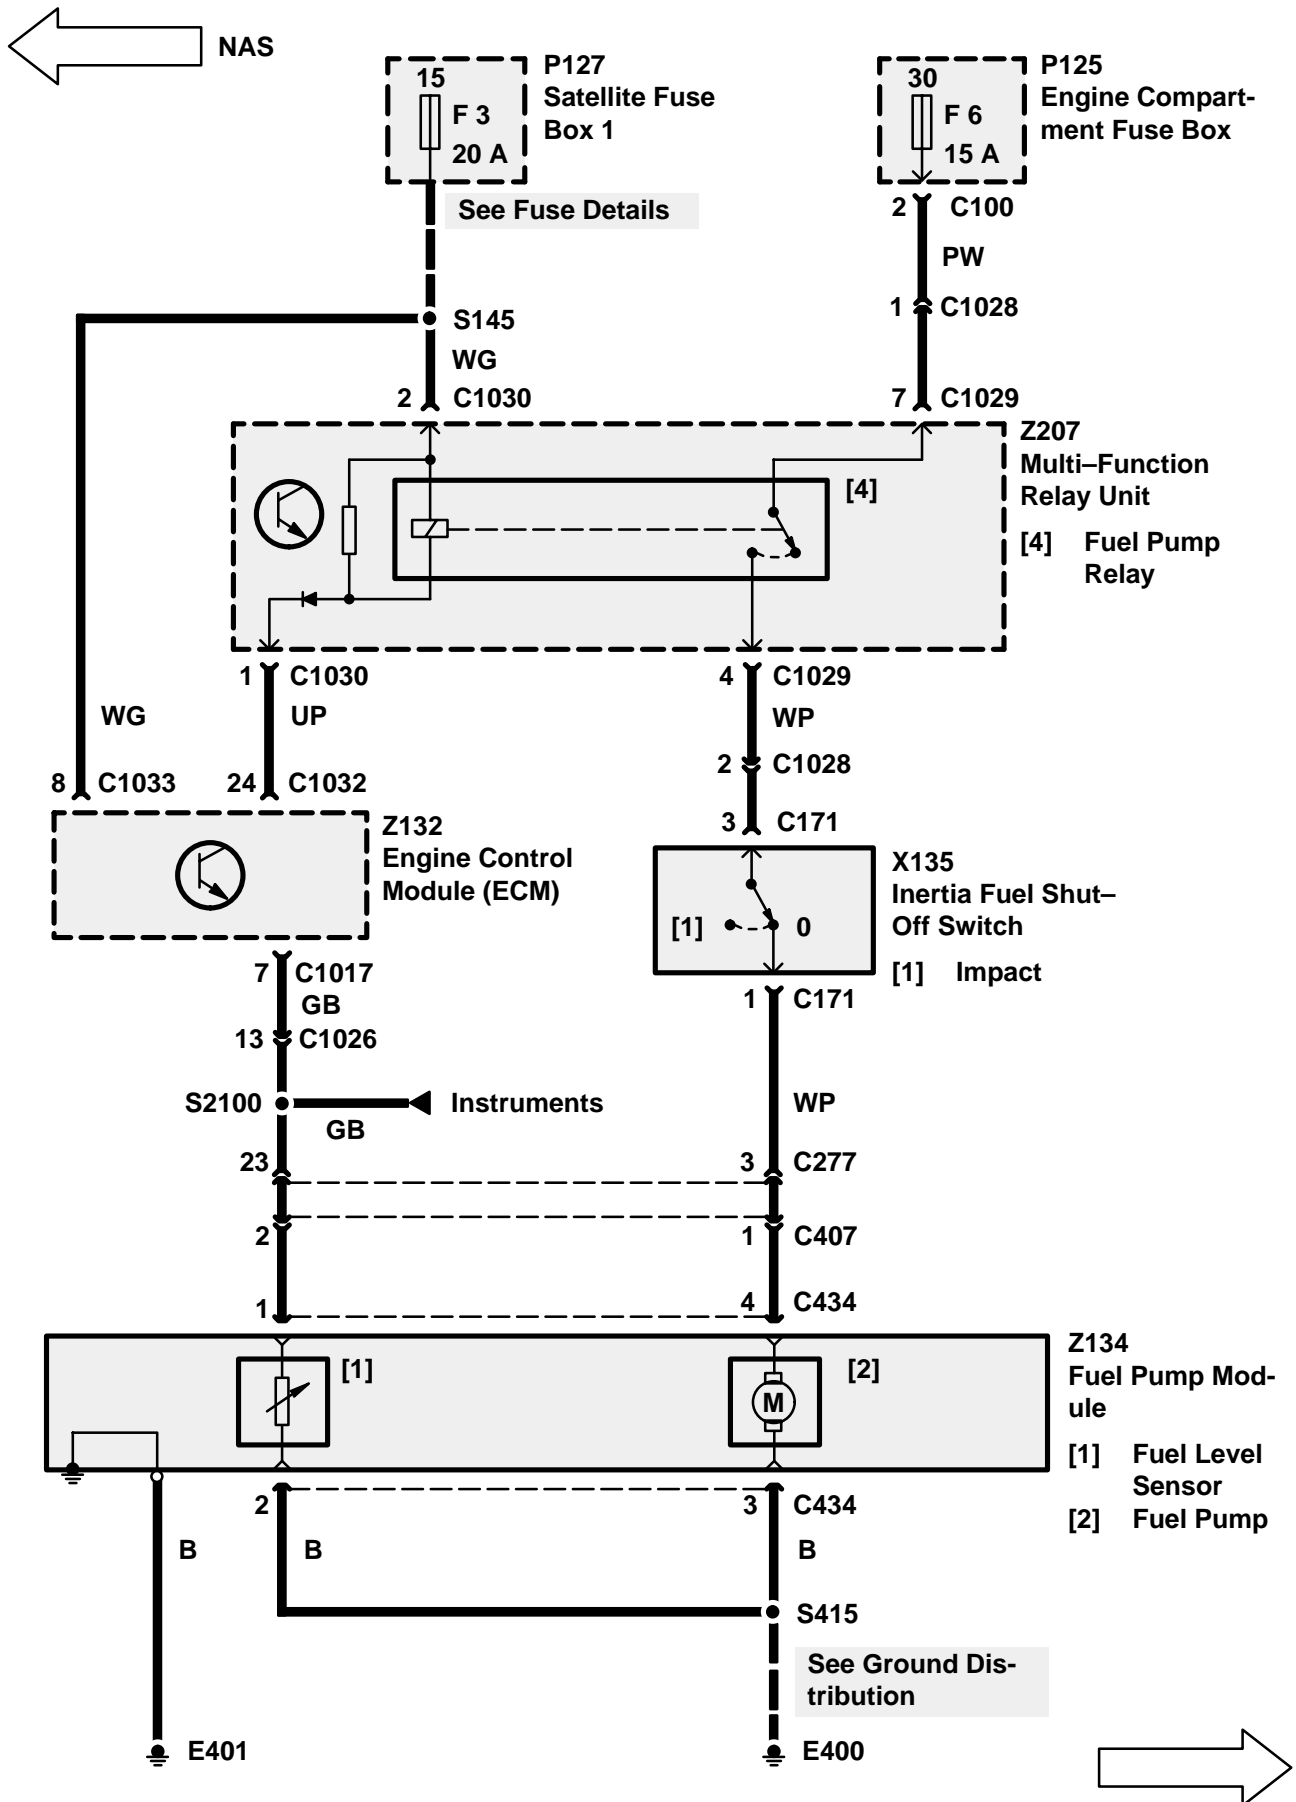 NAS
15
F 3
20 A
P127
Satellite Fuse
Box 1
30
F 6
15 A
P125
Engine Compart-
ment Fuse Box
See Fuse Details
2 C100
PW
1 C1028
S145
WG
2 C1030
7 C1029
Z207
Multi–Function
Relay Unit
[4] Fuel Pump
Relay
[4]
1 C1030
UP
4 C1029
WP
WG
2 C1028
8 C1033
24 C1032
3 C171
Z132
Engine Control
Module (ECM)
X135
Inertia Fuel Shut–
Off Switch
[1] Impact
[1] 0
7 C1017
GB
1 C171
13 C1026
S2100
GB
Instruments
WP
23
3 C277
2
1 C407
1
4 C434
[1]
[2]
M
Z134
Fuel Pump Mod-
ule
[1] Fuel Level
Sensor
[2] Fuel Pump
2
3 C434
B
B
B
S415
See Ground Dis-
tribution
E401
E400